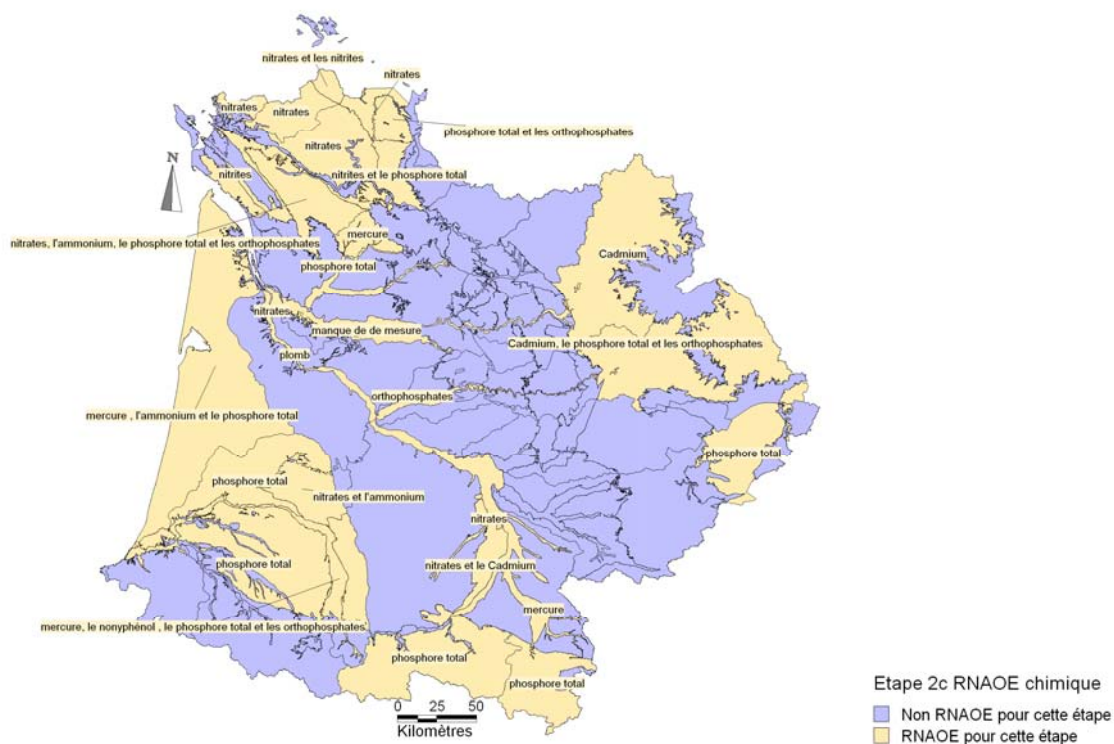 nitrates et les nitrites
nitrates
nitrates
nitrates
phosphore total et les orthophosphates
nitrates
nitrites
nitrites et le phosphore total
N
mercure
nitrates, l'ammonium, le phosphore total et les orthophosphates
Cadmium
phosphore total
nitrates
manque de de mesure
Cadmium, le phosphore total et les orthophosphates
plomb
orthophosphates
mercure , l'ammonium et le phosphore total
phosphore total
phosphore total
nitrates et l'ammonium
nitrates
phosphore total
nitrates et le Cadmium
mercure
mercure, le nonyphénol , le phosphore total et les orthophosphates
phosphore total
phosphore total
0 25 50
Kilomètres
Etape 2c RNAOE chimique
Non RNAOE pour cette étape
RNAOE pour cette étape